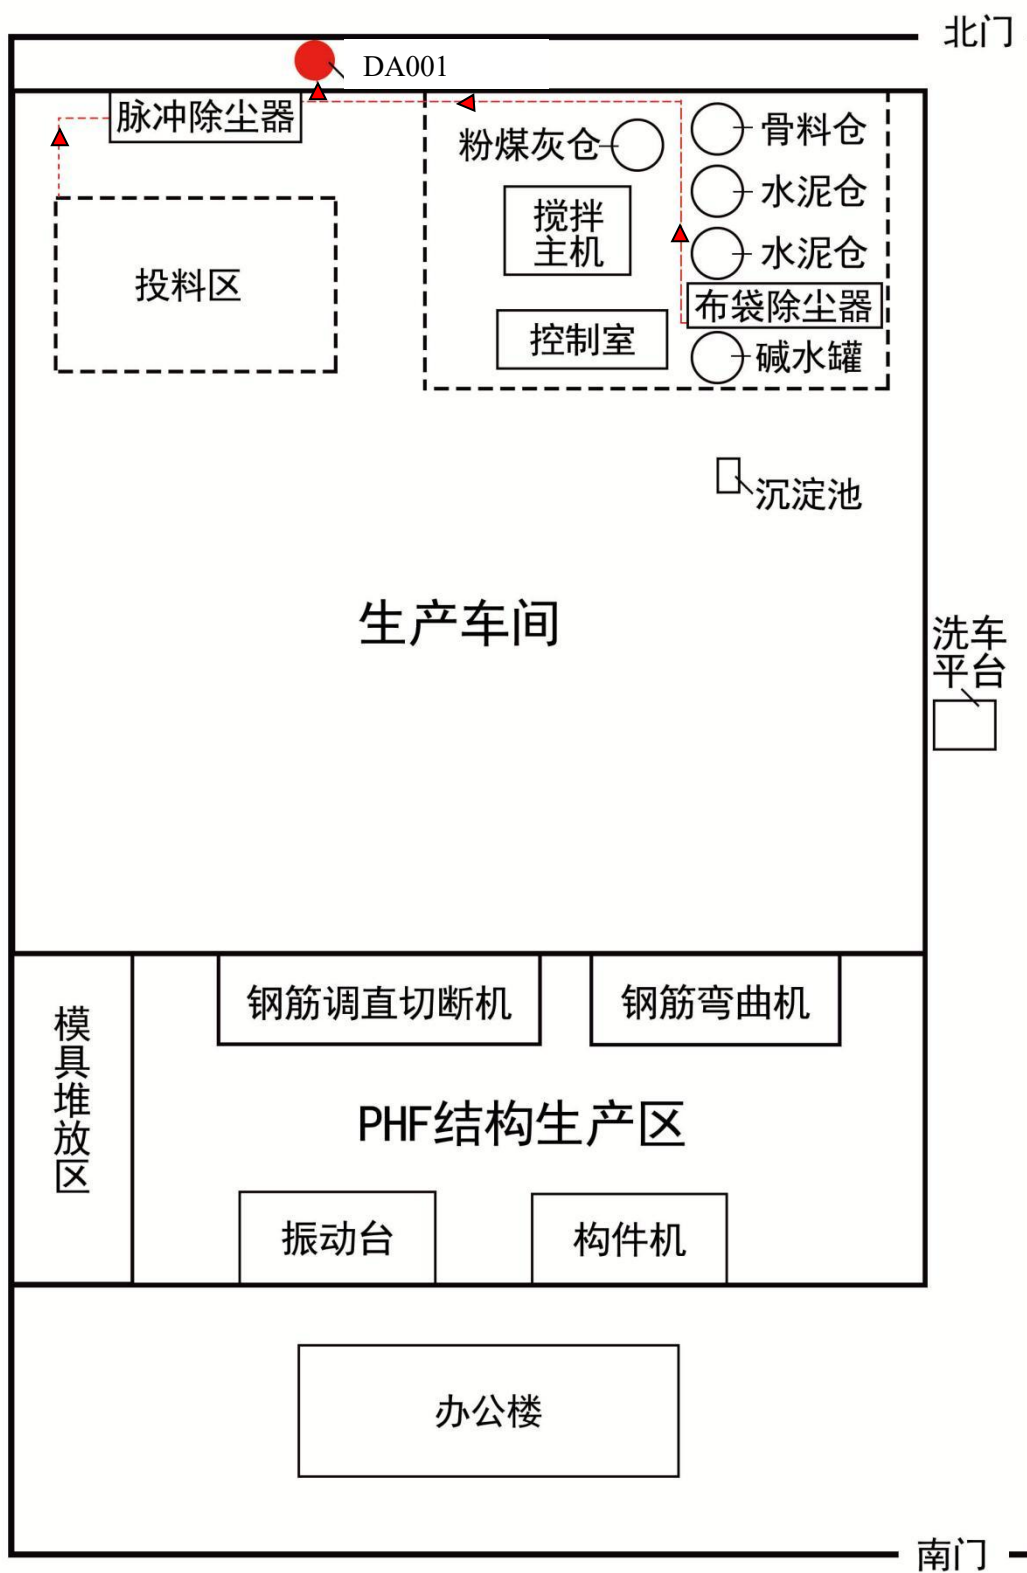 北门
DA001
脉冲除尘器
粉煤灰仓
骨料仓
水泥仓
搅拌
主机
水泥仓
投料区
布袋除尘器
控制室
碱水罐
沉淀池
生产车间
洗车
平台
模具堆放区
钢筋调直切断机
钢筋弯曲机
PHF结构生产区
振动台
构件机
办公楼
南门